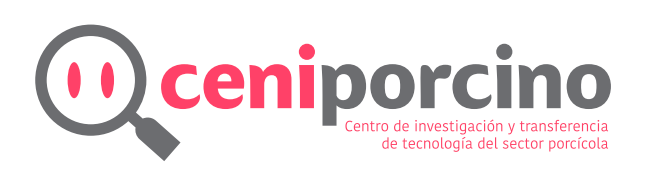 ceniporcino
Centro de investigación y transferencia
de tecnología del sector porcícola